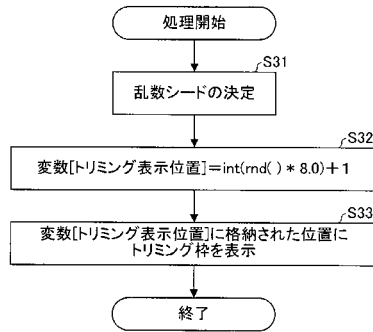 処理開始
S31
乱数シードの決定
S32
変数[トリミング表示位置]=int(rnd( ) * 8.0)+1
S33
変数[トリミング表示位置]に格納された位置に
トリミング枠を表示
終了